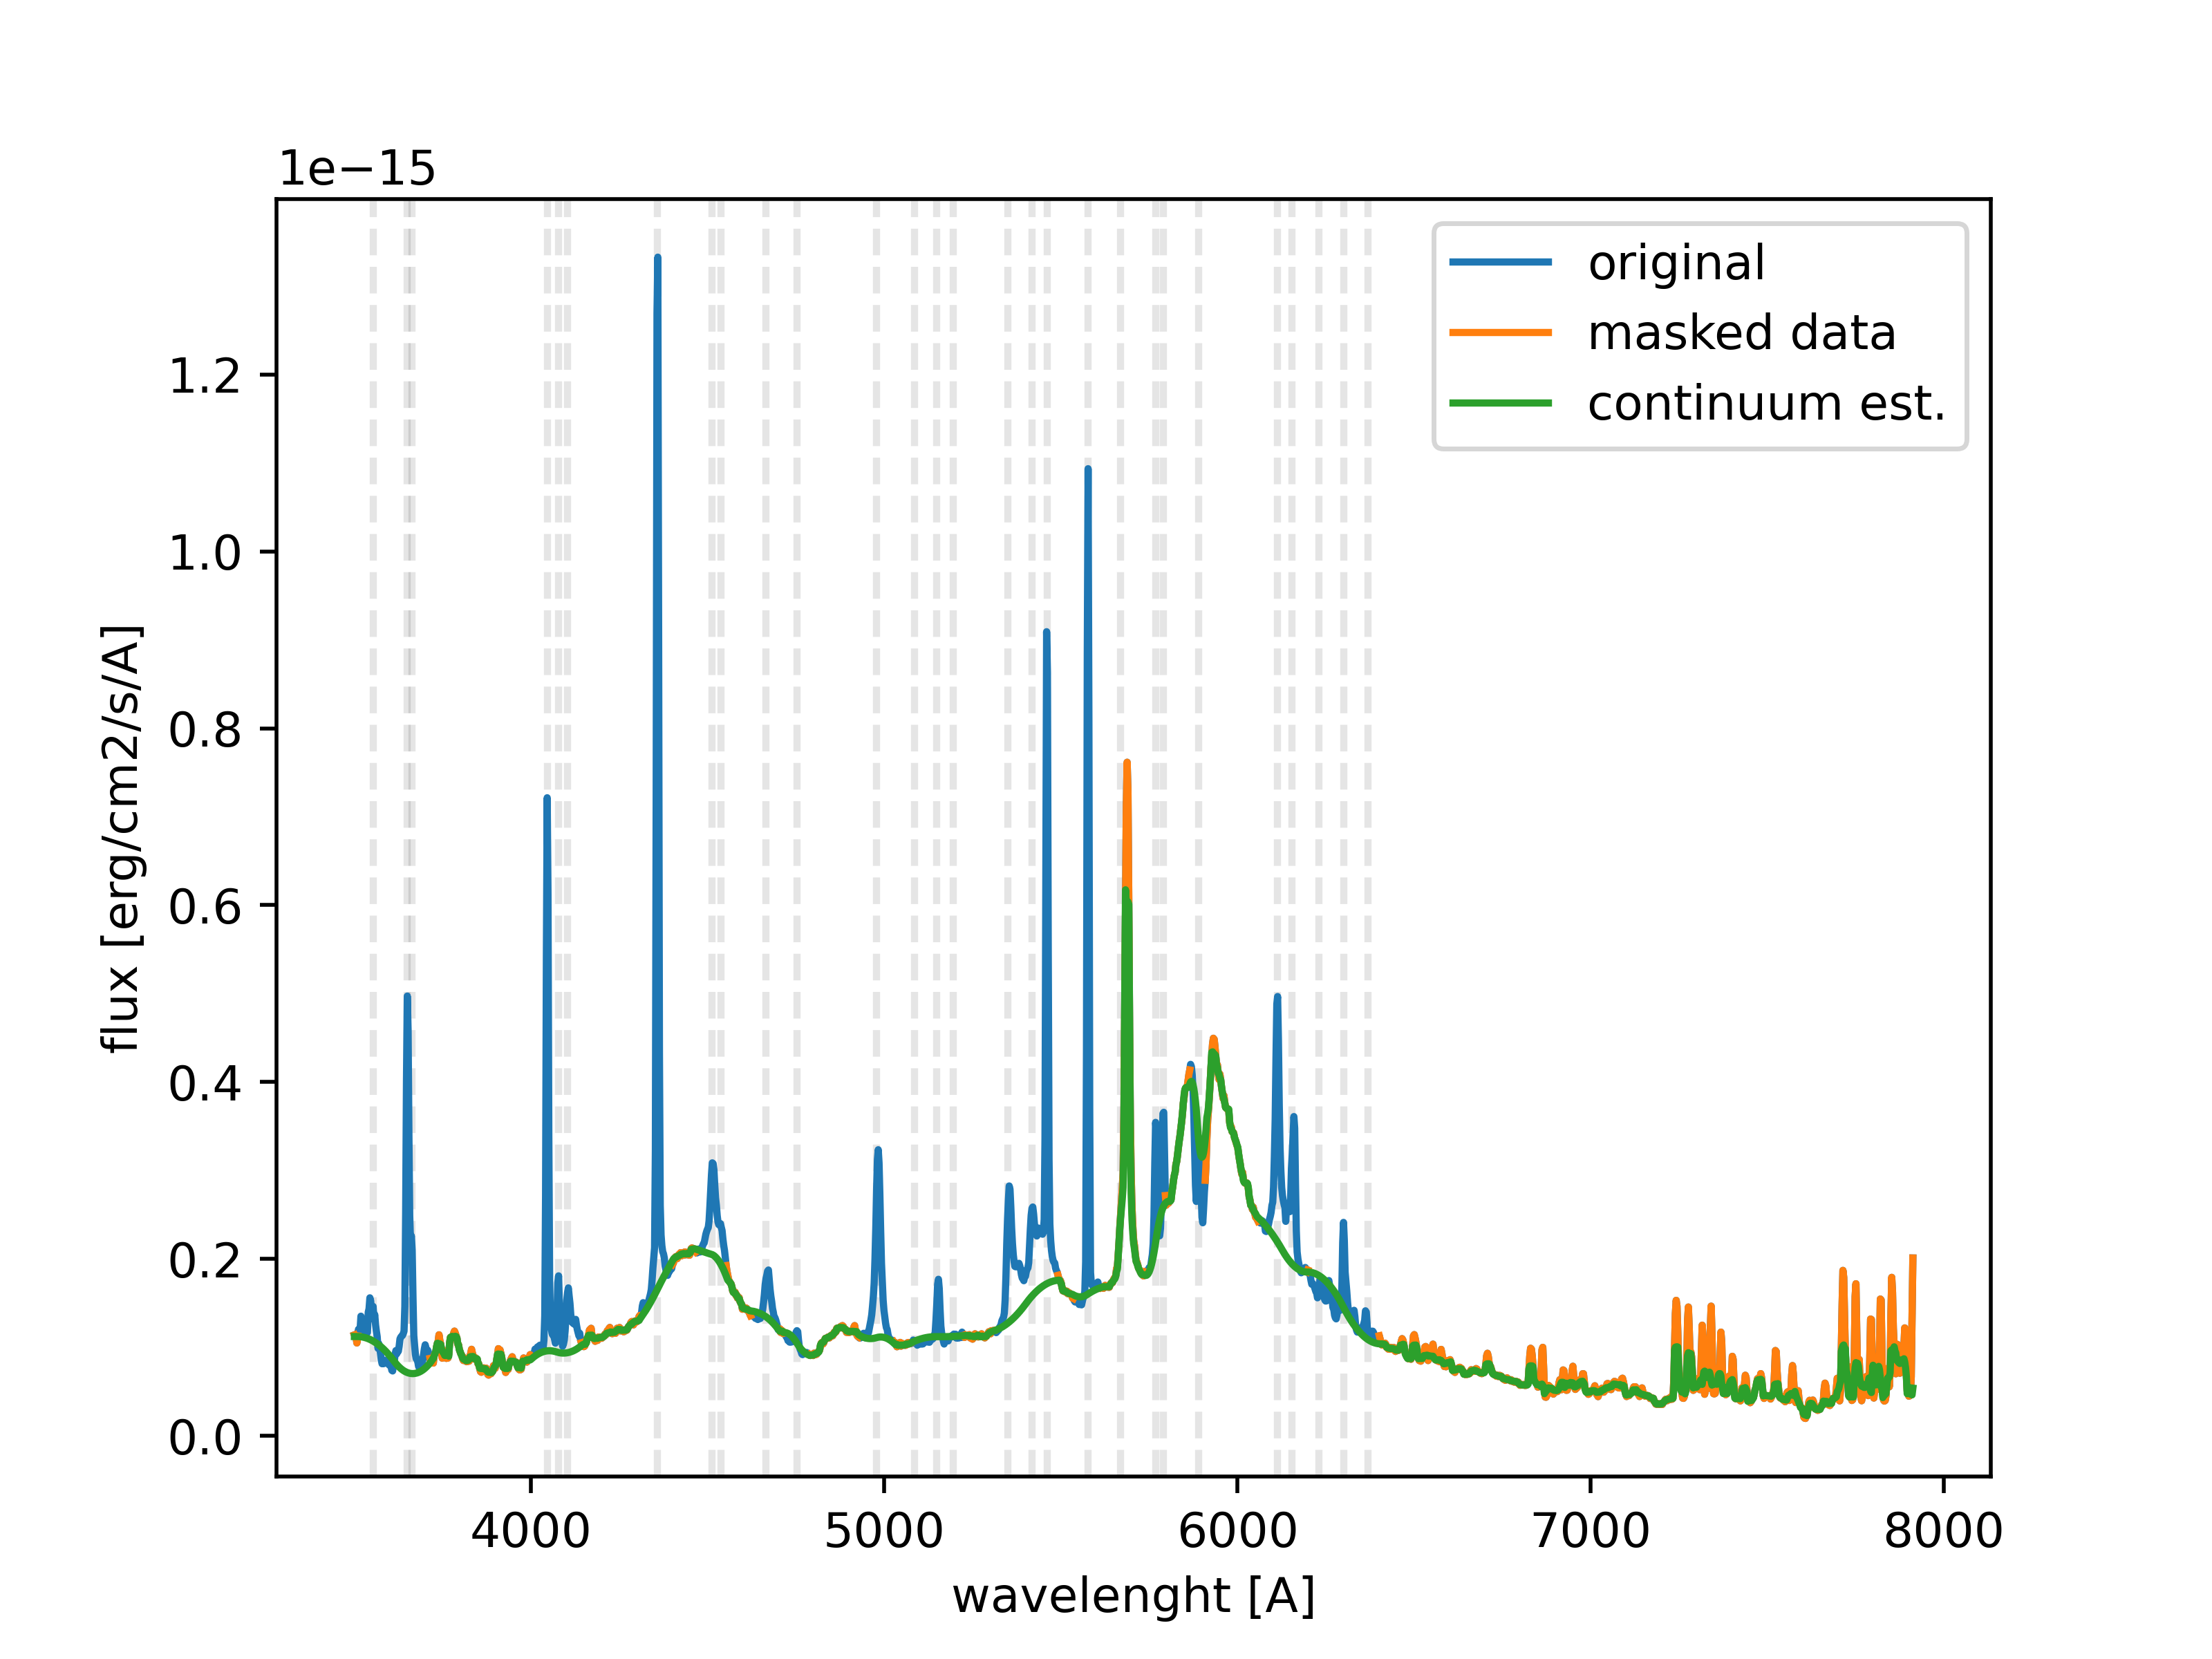 1e−15
original
masked data
continuum est.
1.2
1.0
0.8
0.6
0.4
0.2
0.0
flux [erg/cm2/s/A]
4000 5000 6000 7000 8000
wavelenght [A]